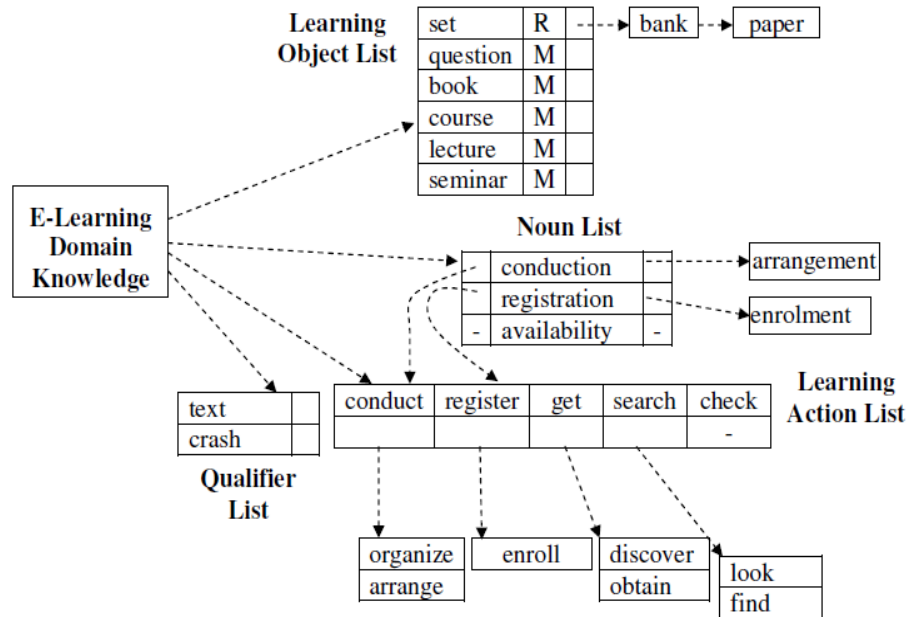 Learning
Object List
set R bank paper
question M
book M
course M
lecture M
seminar M
E-Learning
Domain
Knowledge
Noun List
conduction arrangement
registration enrolment
- availability -
Learning
Action List
conduct register get search check
-
text
crash
Qualifier
List
organize
arrange
enroll
discover
obtain
look
find